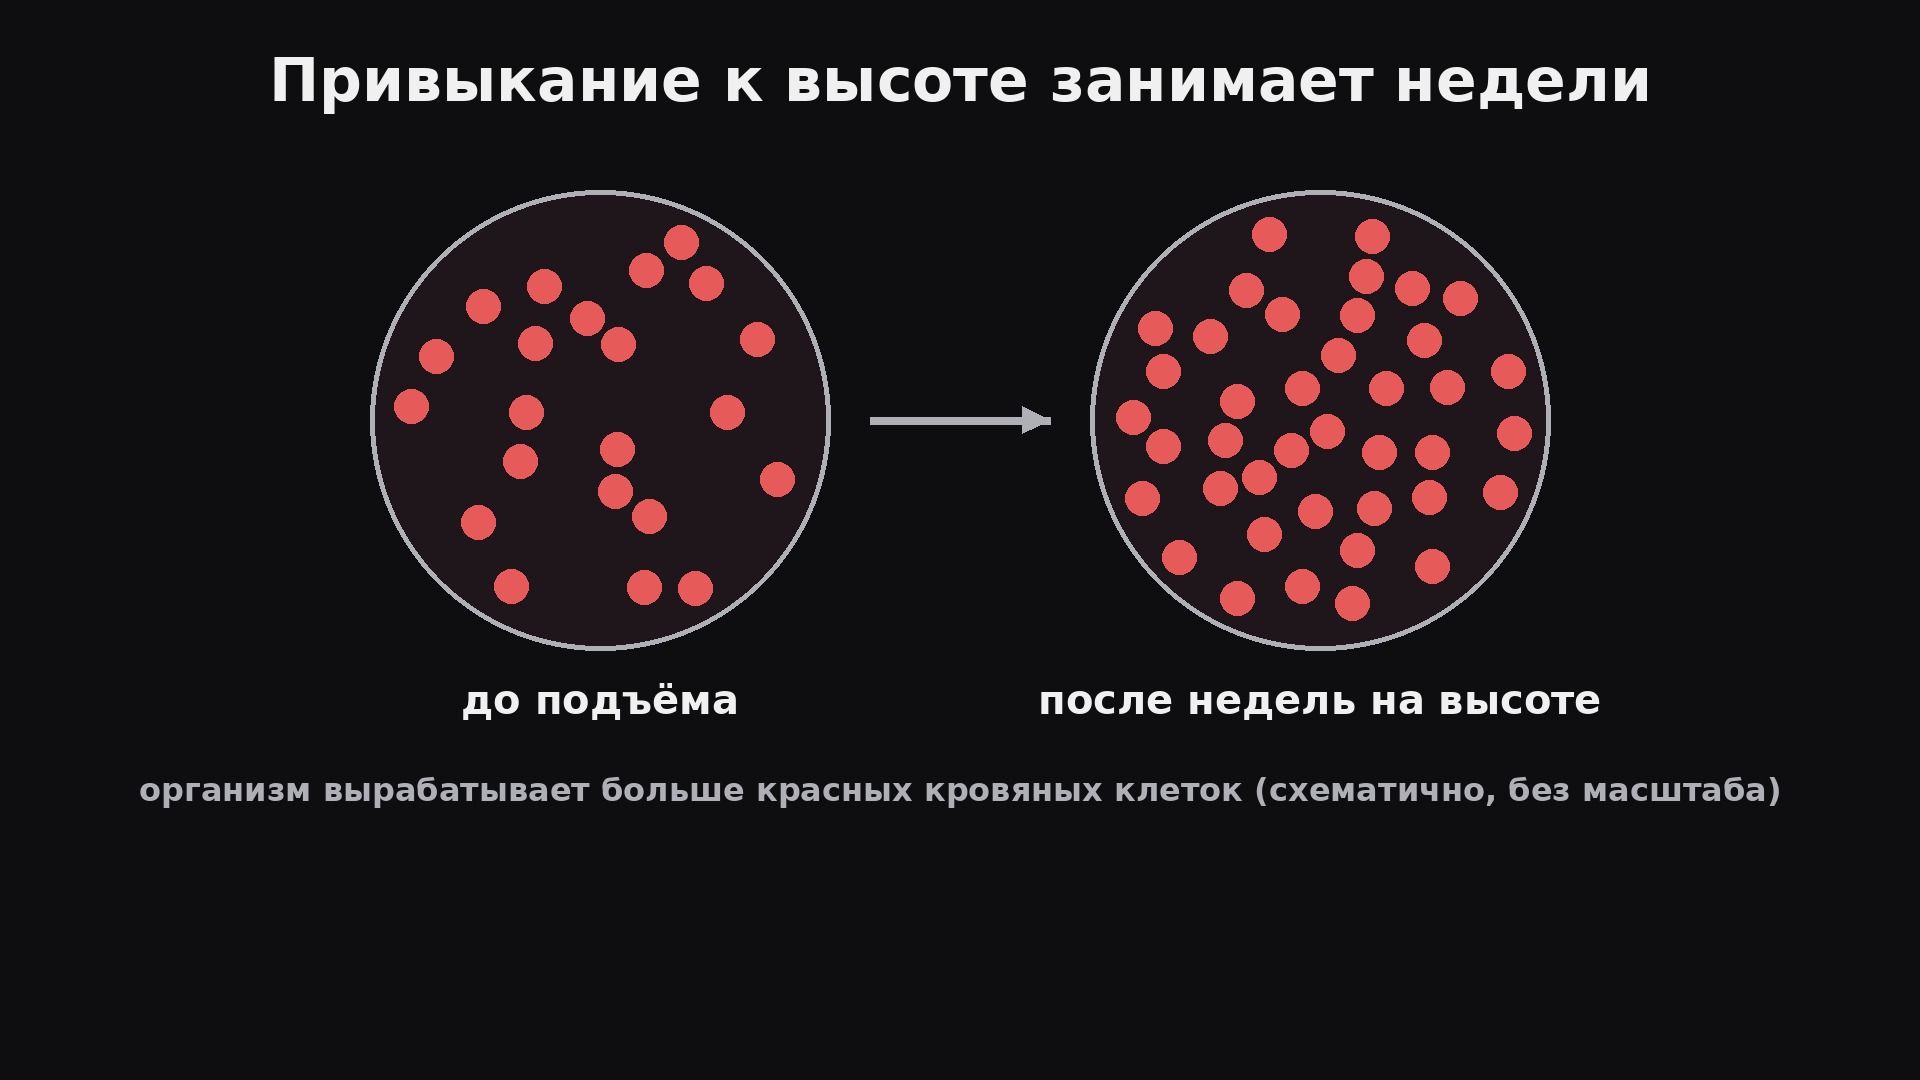 Привыкание к высоте занимает недели
до подъёма
после недель на высоте
организм вырабатывает больше красных кровяных клеток (схематично, без масштаба)